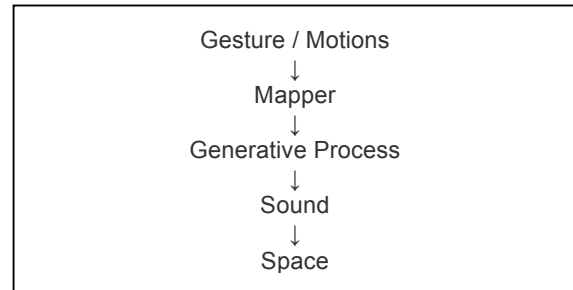 Gesture / Motions
↓
Mapper
↓
Generative Process
↓
Sound
↓
Space